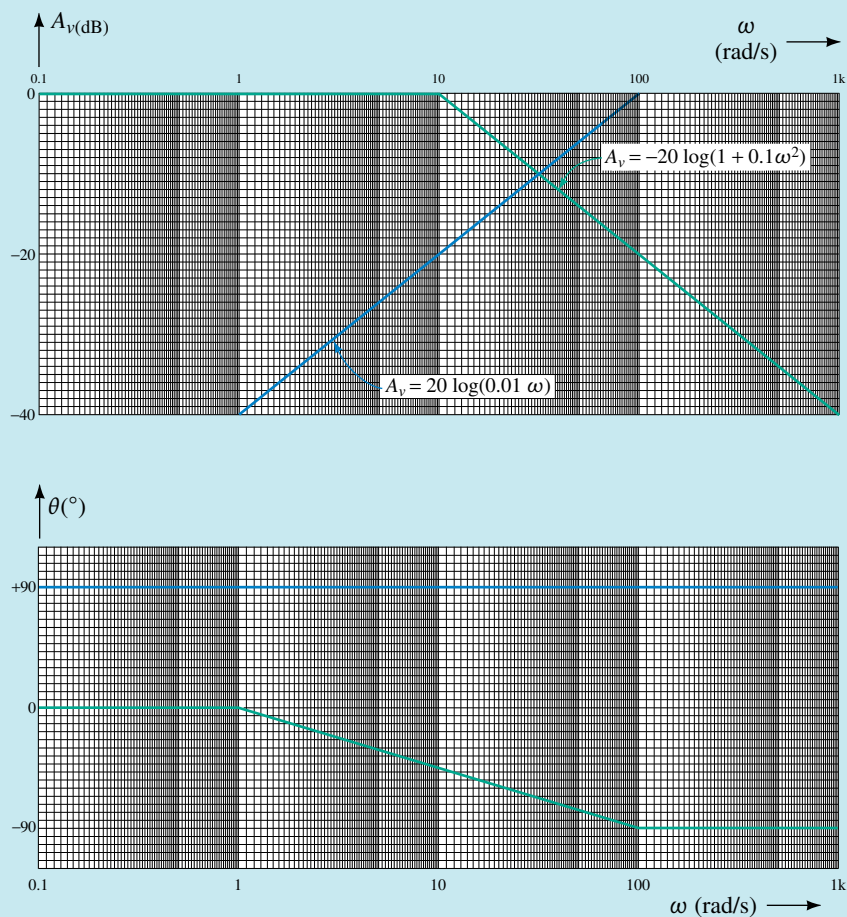 A_v(dB)
ω
(rad/s)
0.1 1 10 100 1k
0
A_v = −20 log(1 + 0.1ω²)
−20
A_v = 20 log(0.01 ω)
−40
θ(°)
+90
0
−90
0.1 1 10 100 1k
ω (rad/s)